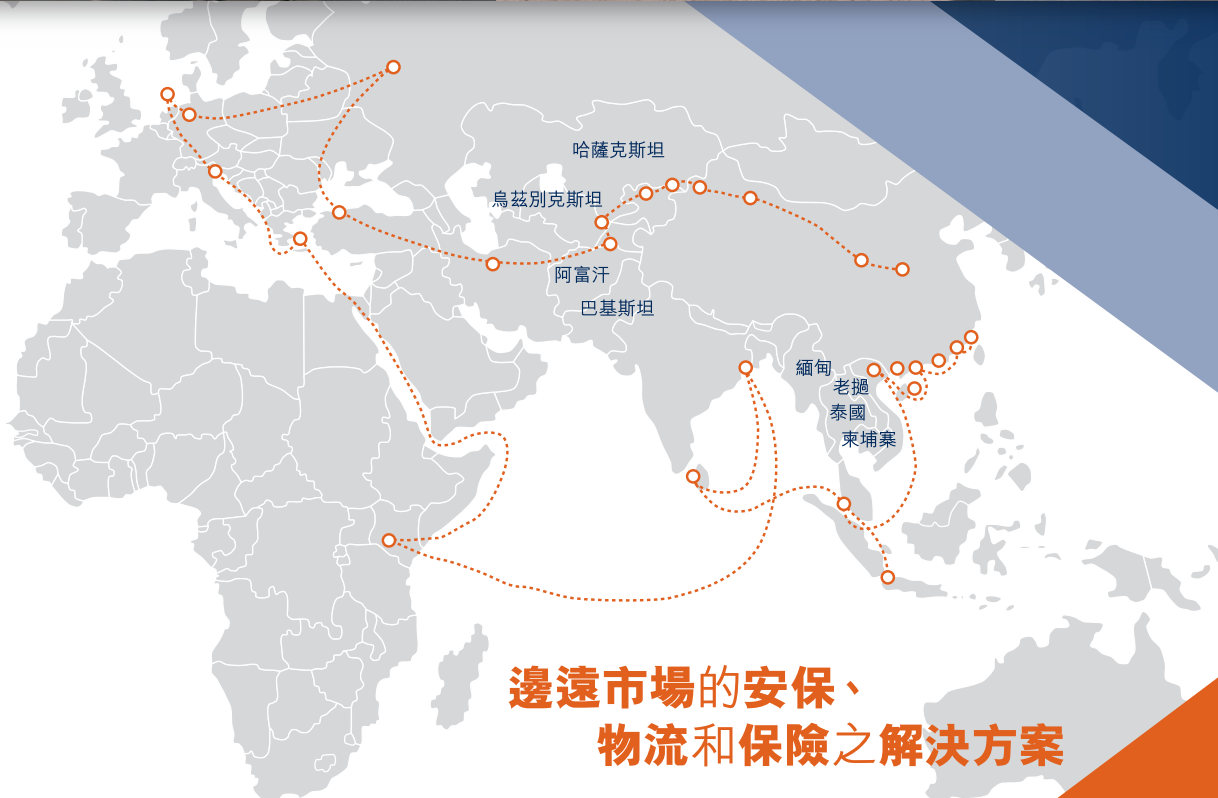 哈薩克斯坦
烏茲別克斯坦
阿富汗
巴基斯坦
緬甸
老撾
泰國
柬埔寨
邊遠市場的安保、
物流和保險之解決方案